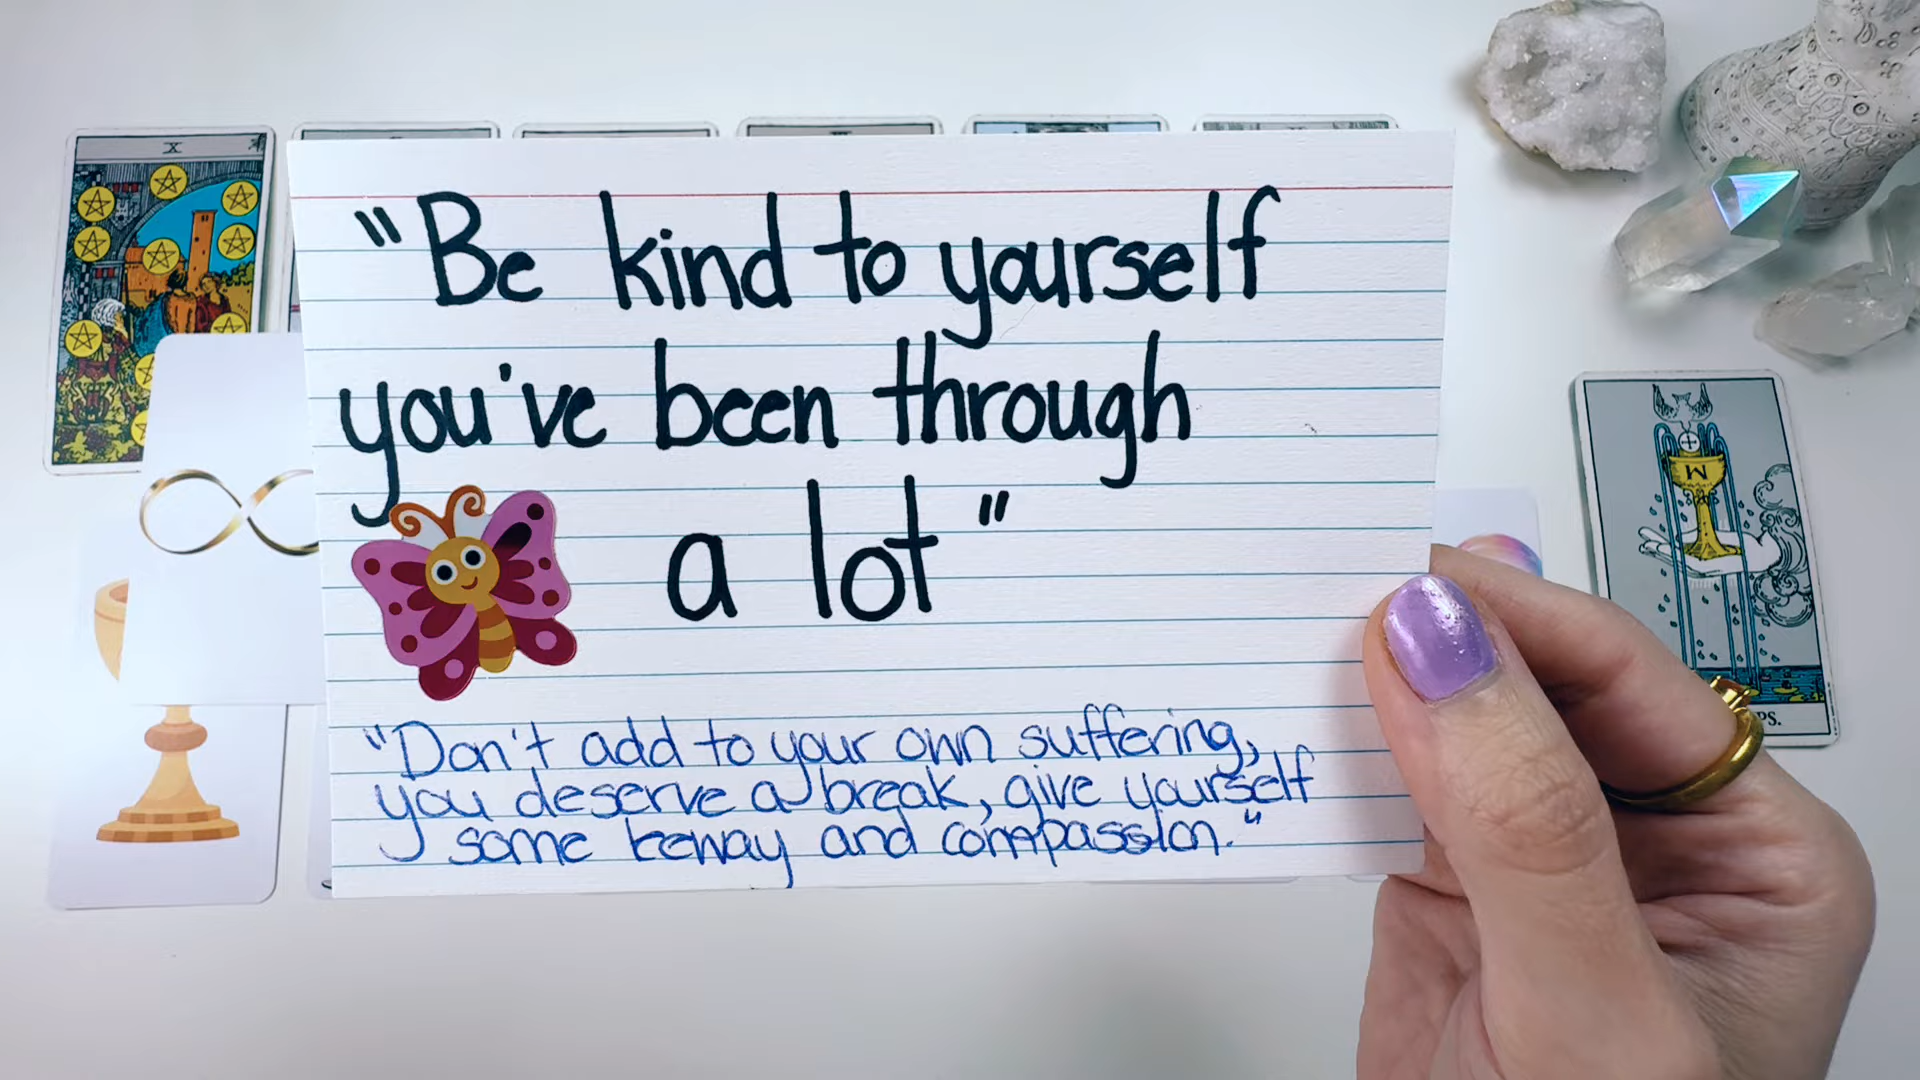 X
"Be kind to yourself
you've been through
a lot"
"Don't add to your own suffering,
you deserve a break, give yourself
some leeway and compassion."
M
PS.